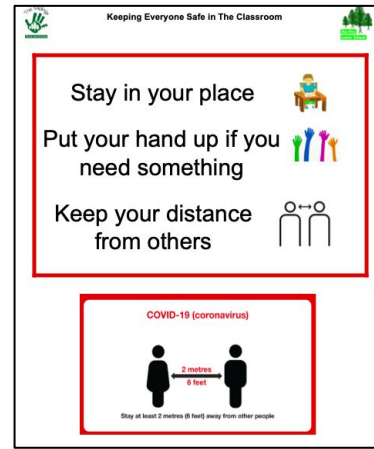 Keeping Everyone Safe in The Classroom
Stay in your place
Put your hand up if you
need something
Keep your distance
from others
COVID-19 (coronavirus)
2 metres
6 feet
Stay at least 2 metres (6 feet) away from other people